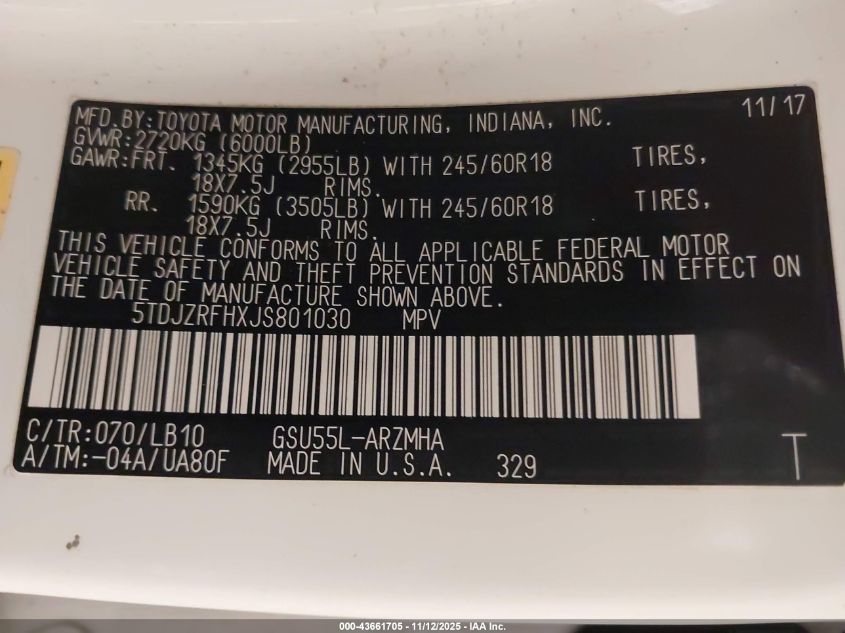 MFD.BY:TOYOTA MOTOR MANUFACTURING, INDIANA, INC. 11/17
GVWR:2720KG (6000LB)
GAWR:FRT. 1345KG (2955LB) WITH 245/60R18 TIRES,
18X7.5J RIMS.
RR. 1590KG (3505LB) WITH 245/60R18 TIRES,
18X7.5J RIMS.
THIS VEHICLE CONFORMS TO ALL APPLICABLE FEDERAL MOTOR
VEHICLE SAFETY AND THEFT PREVENTION STANDARDS IN EFFECT ON
THE DATE OF MANUFACTURE SHOWN ABOVE.
5TDJZRFHXJS801030 MPV
C/TR:070/LB10 GSU55L-ARZMHA
A/TM:-04A/UA80F MADE IN U.S.A. 329 T
000-43661705 - 11/12/2025 - IAA Inc.